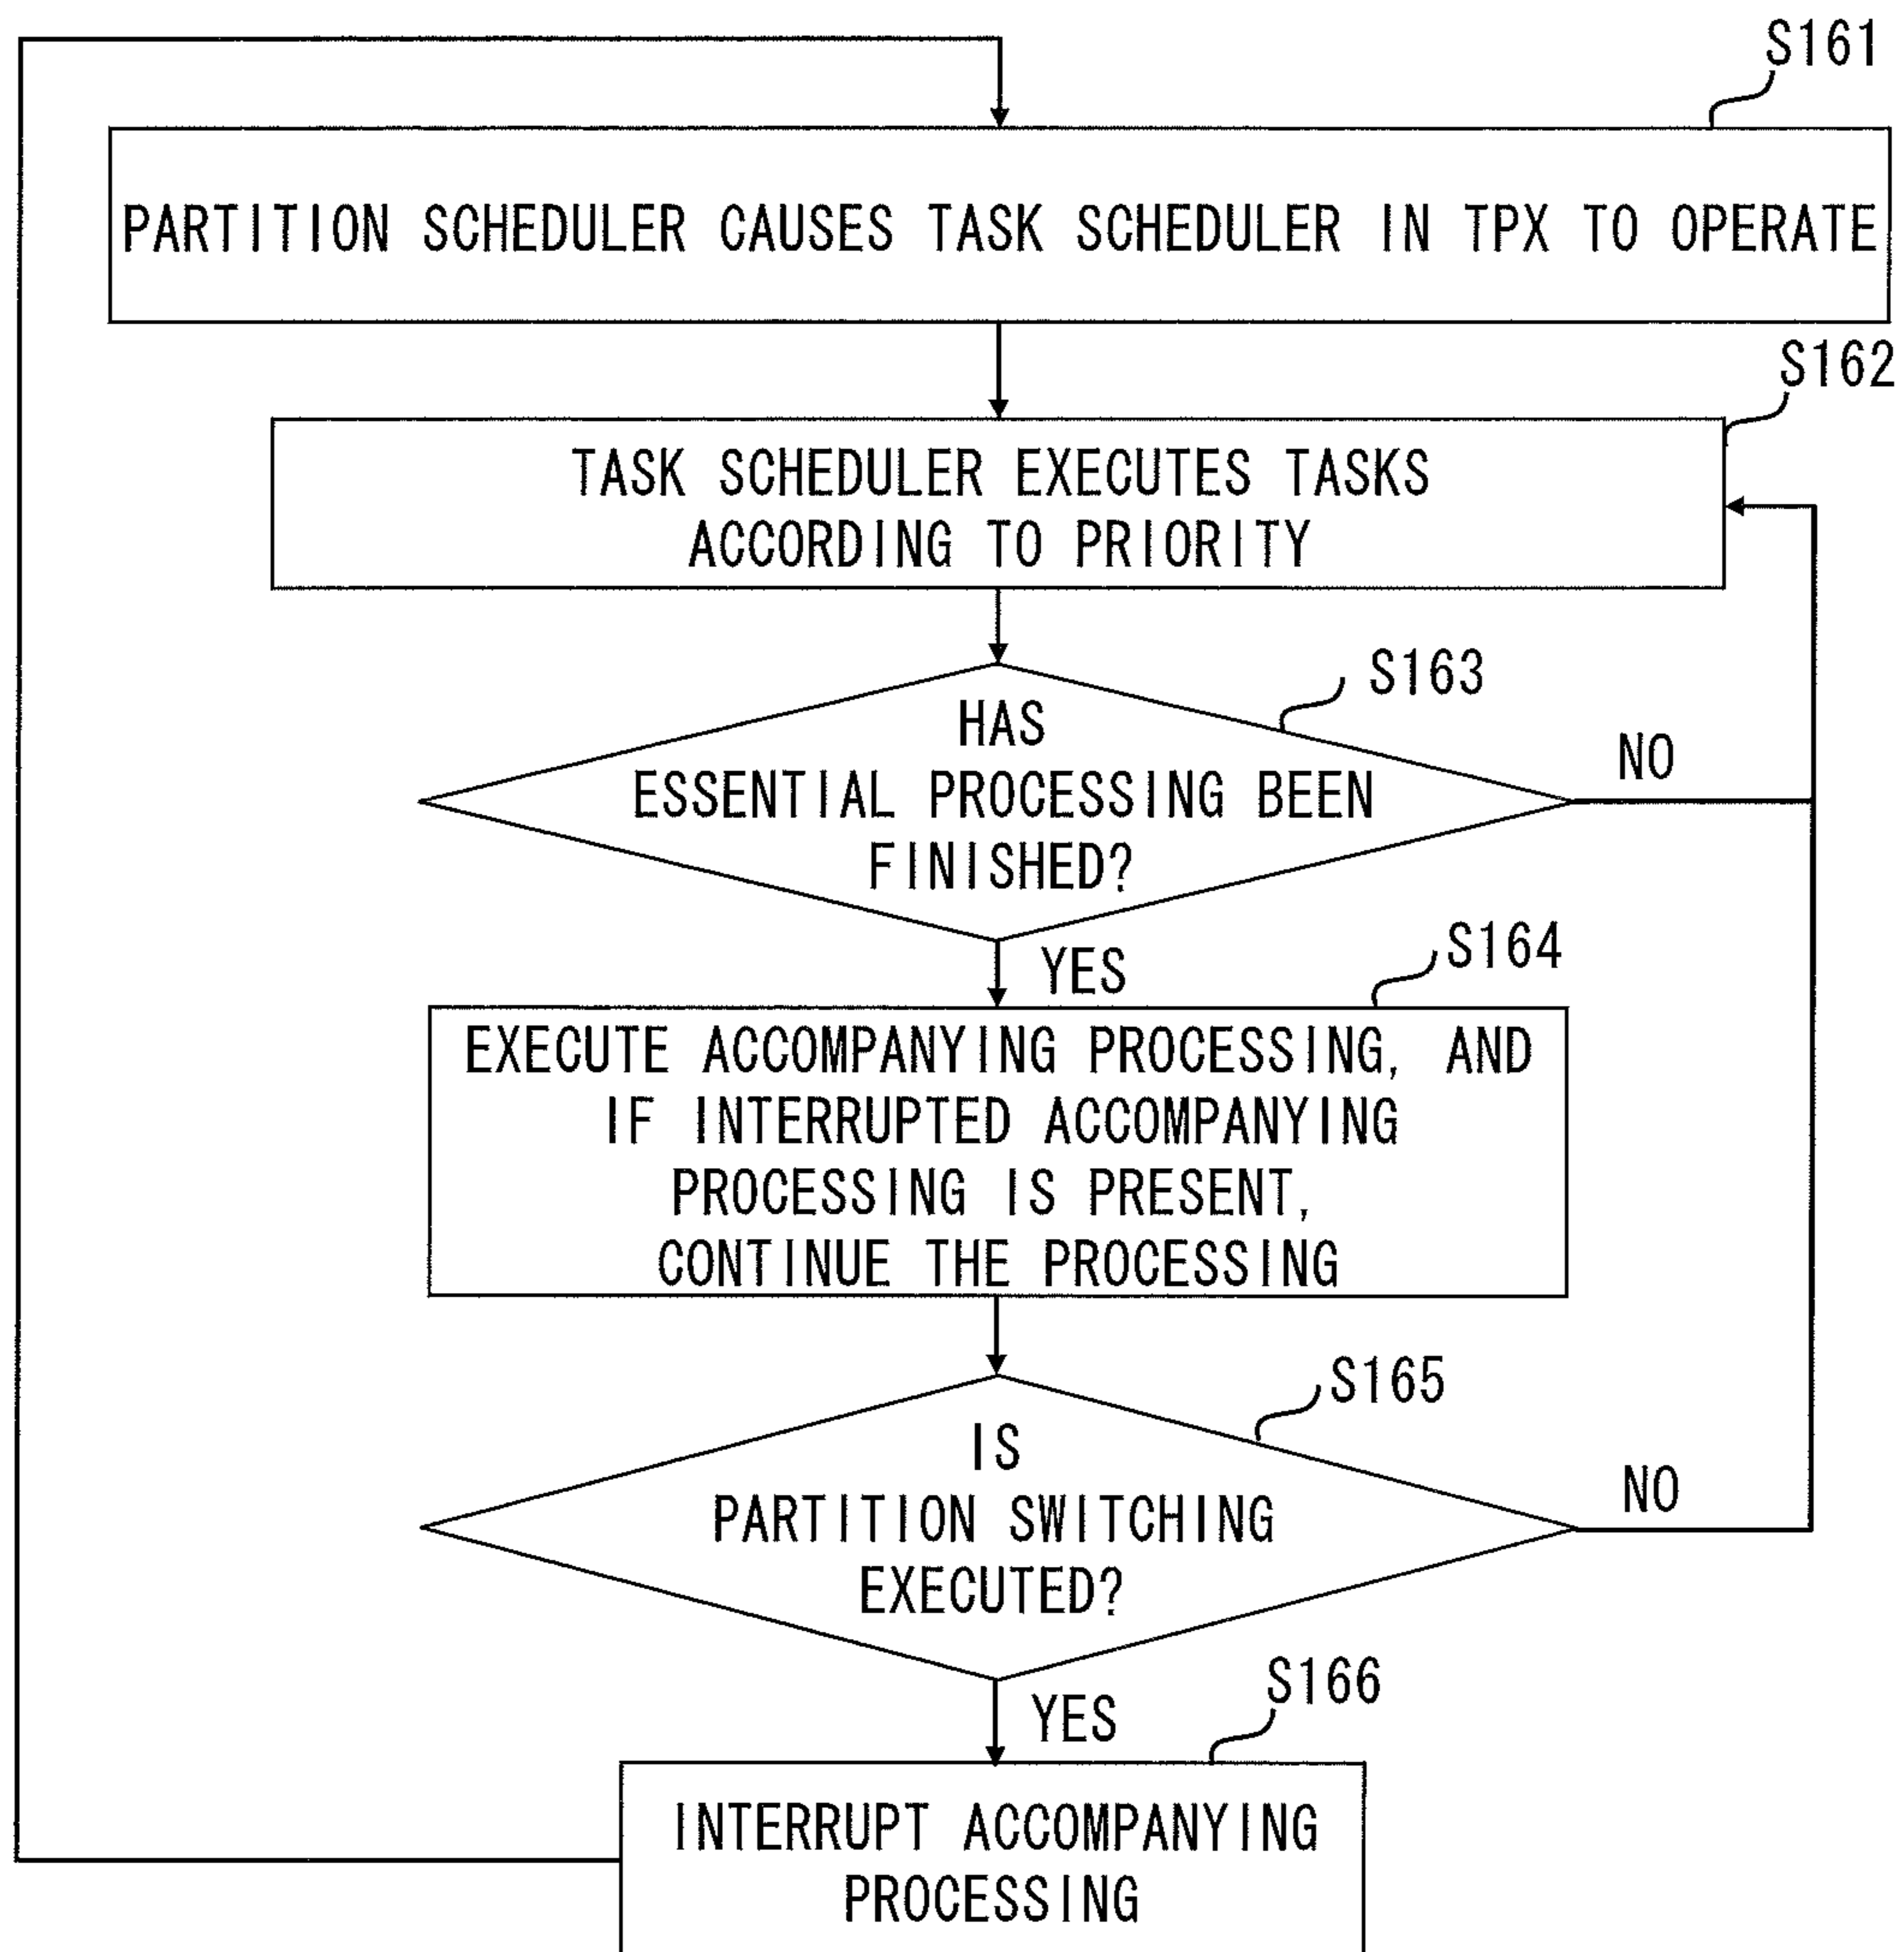 S161
PARTITION SCHEDULER CAUSES TASK SCHEDULER IN TPX TO OPERATE
S162
TASK SCHEDULER EXECUTES TASKS
ACCORDING TO PRIORITY
S163
HAS
ESSENTIAL PROCESSING BEEN
FINISHED?
NO
YES
S164
EXECUTE ACCOMPANYING PROCESSING, AND
IF INTERRUPTED ACCOMPANYING
PROCESSING IS PRESENT,
CONTINUE THE PROCESSING
S165
IS
PARTITION SWITCHING
EXECUTED?
NO
YES
S166
INTERRUPT ACCOMPANYING
PROCESSING